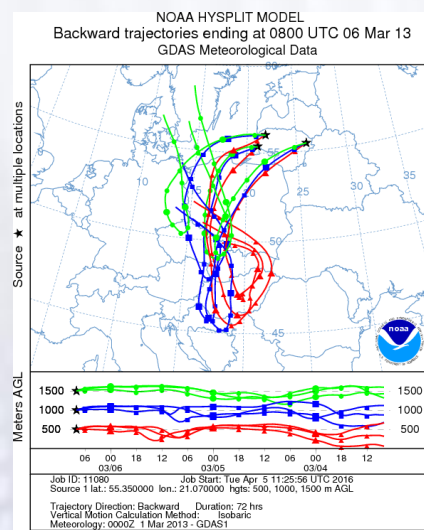 NOAA HYSPLIT MODEL
Backward trajectories ending at 0800 UTC 06 Mar 13
GDAS Meteorological Data
Source ★ at multiple locations
60
10
15
20
25
30
35
55
50
45
noaa
Meters AGL
1500 1500
1000 1000
500 500
06 00 18 12 06 00 18 12 06 00 18 12
03/06 03/05 03/04
Job ID: 11080 Job Start: Tue Apr 5 11:25:56 UTC 2016
Source 1 lat.: 55.350000 lon.: 21.070000 hgts: 500, 1000, 1500 m AGL
Trajectory Direction: Backward Duration: 72 hrs
Vertical Motion Calculation Method: Isobaric
Meteorology: 0000Z 1 Mar 2013 - GDAS1